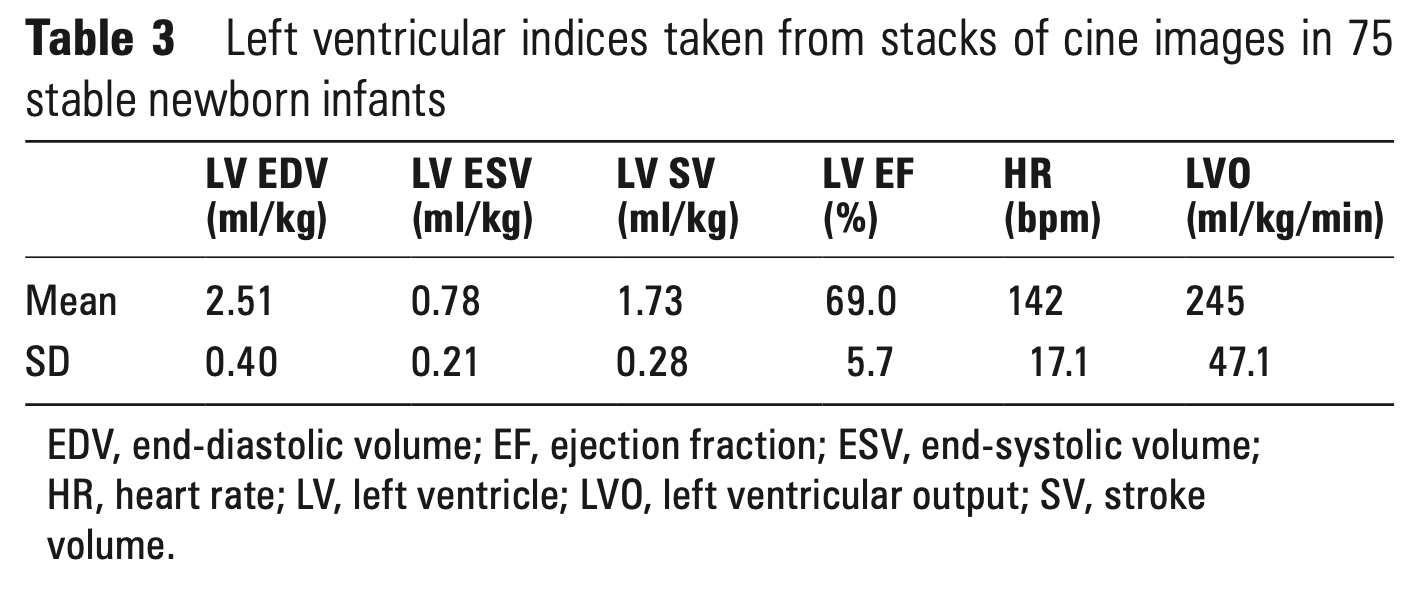 Table 3 Left ventricular indices taken from stacks of cine images in 75
stable newborn infants
LV EDV LV ESV LV SV LV EF HR LVO
(ml/kg) (ml/kg) (ml/kg) (%) (bpm) (ml/kg/min)
Mean 2.51 0.78 1.73 69.0 142 245
SD 0.40 0.21 0.28 5.7 17.1 47.1
EDV, end-diastolic volume; EF, ejection fraction; ESV, end-systolic volume;
HR, heart rate; LV, left ventricle; LVO, left ventricular output; SV, stroke
volume.